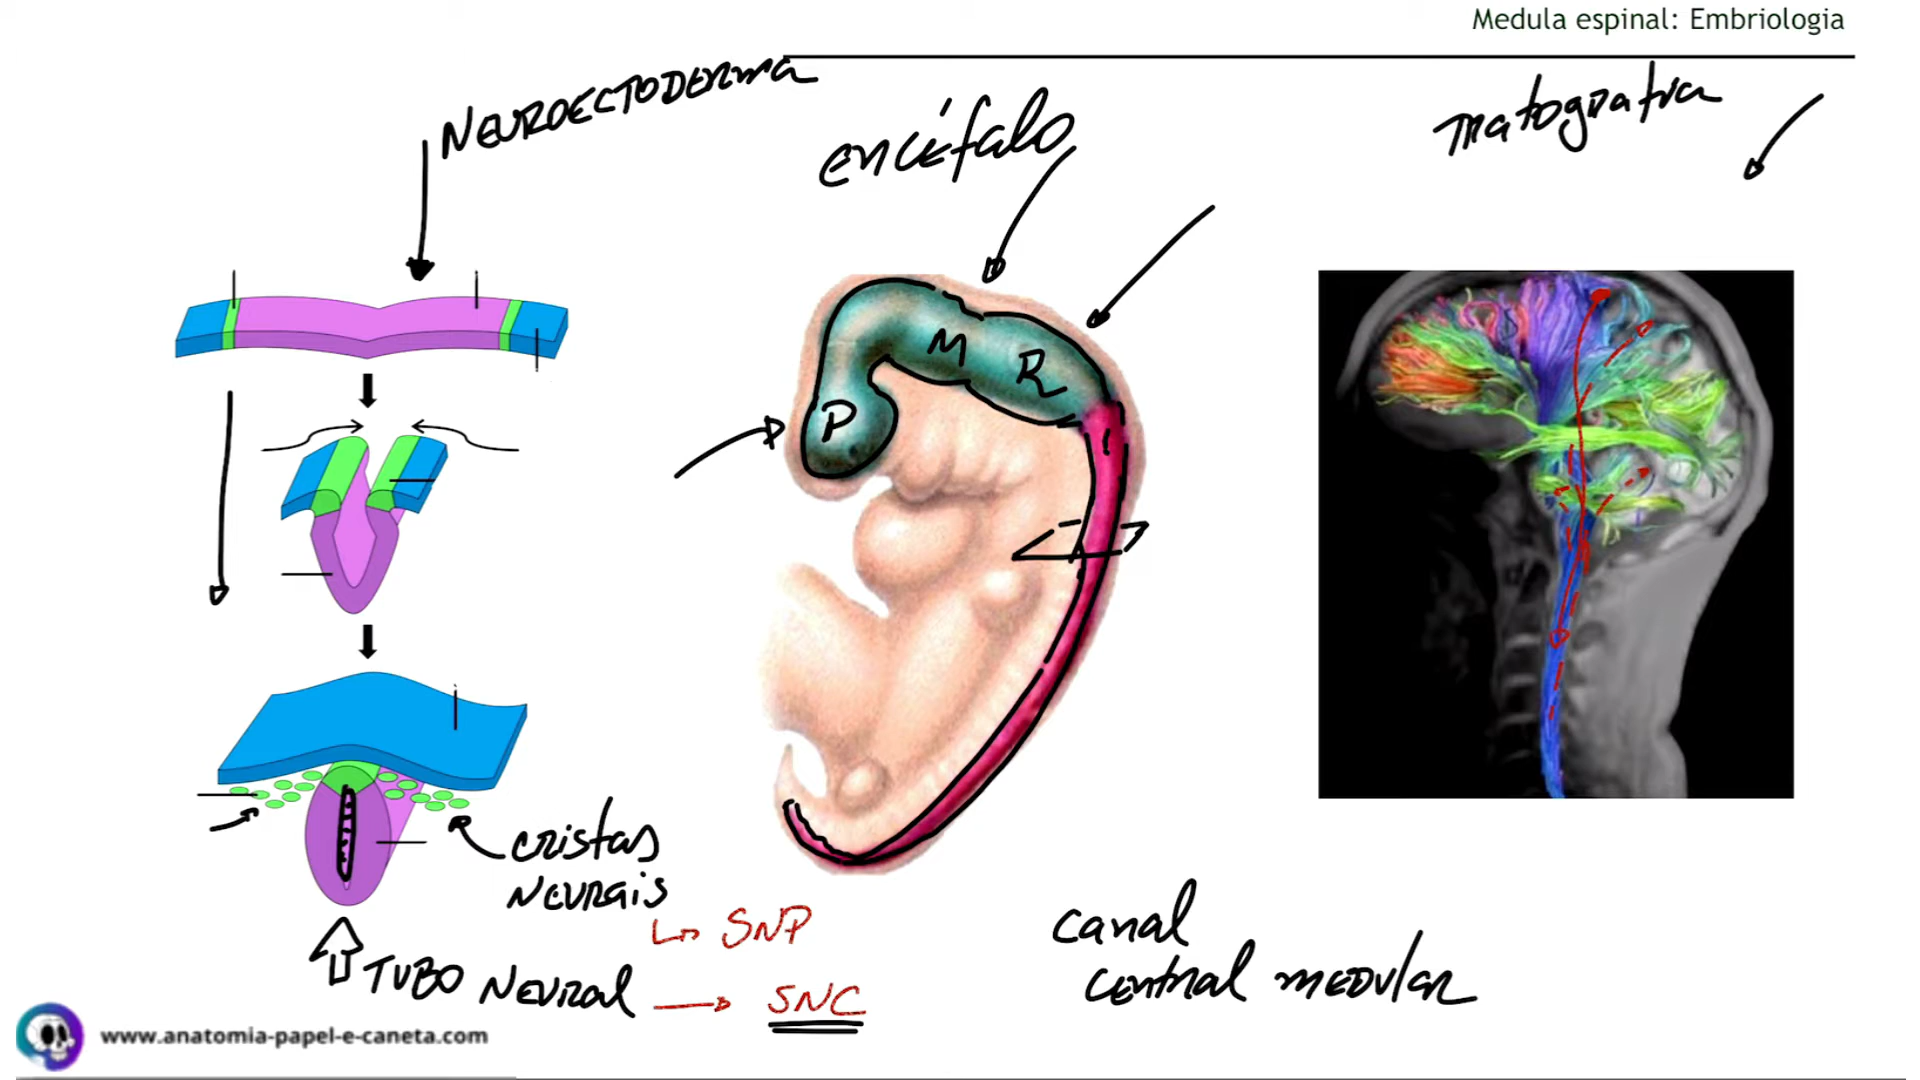 Medula espinal: Embriologia
NEUROECTODERMA
encéfalo
tratografia
M
R
P
cristas
NEURAIS
SNP
TUBO NEURAL
SNC
canal
central MEDULAR
www.anatomia-papel-e-caneta.com